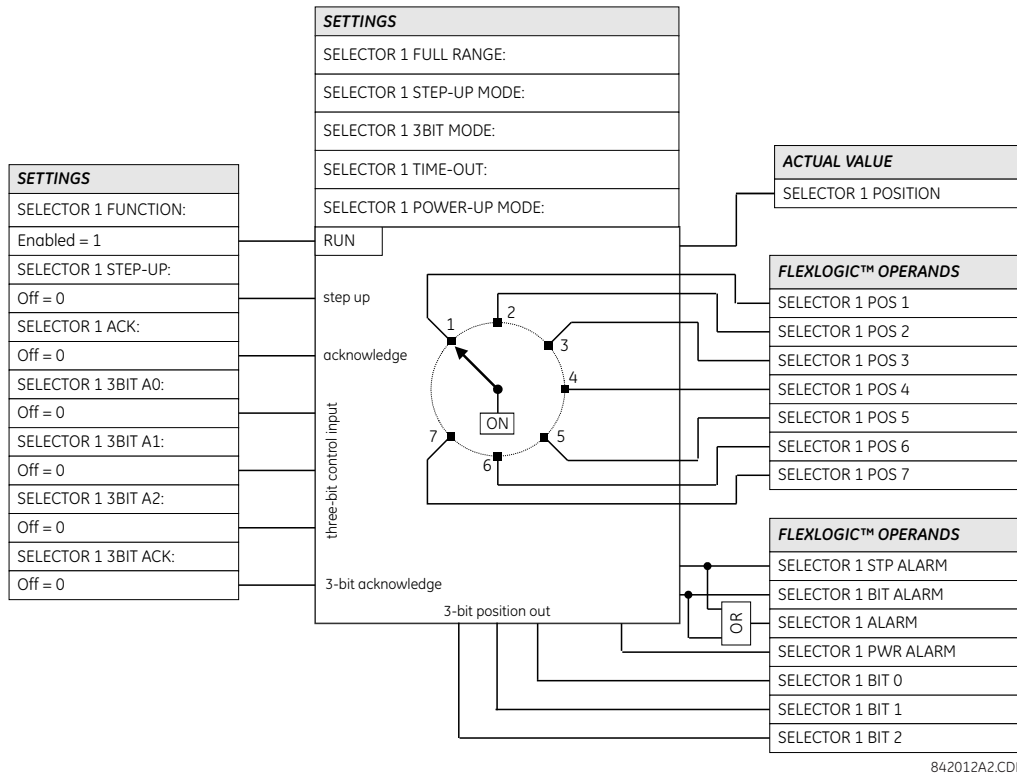 SETTINGS
SELECTOR 1 FULL RANGE:
SELECTOR 1 STEP-UP MODE:
SELECTOR 1 3BIT MODE:
SELECTOR 1 TIME-OUT:
SELECTOR 1 POWER-UP MODE:
SETTINGS
SELECTOR 1 FUNCTION:
Enabled = 1
SELECTOR 1 STEP-UP:
Off = 0
SELECTOR 1 ACK:
Off = 0
SELECTOR 1 3BIT A0:
Off = 0
SELECTOR 1 3BIT A1:
Off = 0
SELECTOR 1 3BIT A2:
Off = 0
SELECTOR 1 3BIT ACK:
Off = 0
RUN
step up
acknowledge
three-bit control input
3-bit acknowledge
3-bit position out
1
2
3
4
5
6
7
ON
ACTUAL VALUE
SELECTOR 1 POSITION
FLEXLOGIC™ OPERANDS
SELECTOR 1 POS 1
SELECTOR 1 POS 2
SELECTOR 1 POS 3
SELECTOR 1 POS 4
SELECTOR 1 POS 5
SELECTOR 1 POS 6
SELECTOR 1 POS 7
FLEXLOGIC™ OPERANDS
SELECTOR 1 STP ALARM
SELECTOR 1 BIT ALARM
OR
SELECTOR 1 ALARM
SELECTOR 1 PWR ALARM
SELECTOR 1 BIT 0
SELECTOR 1 BIT 1
SELECTOR 1 BIT 2